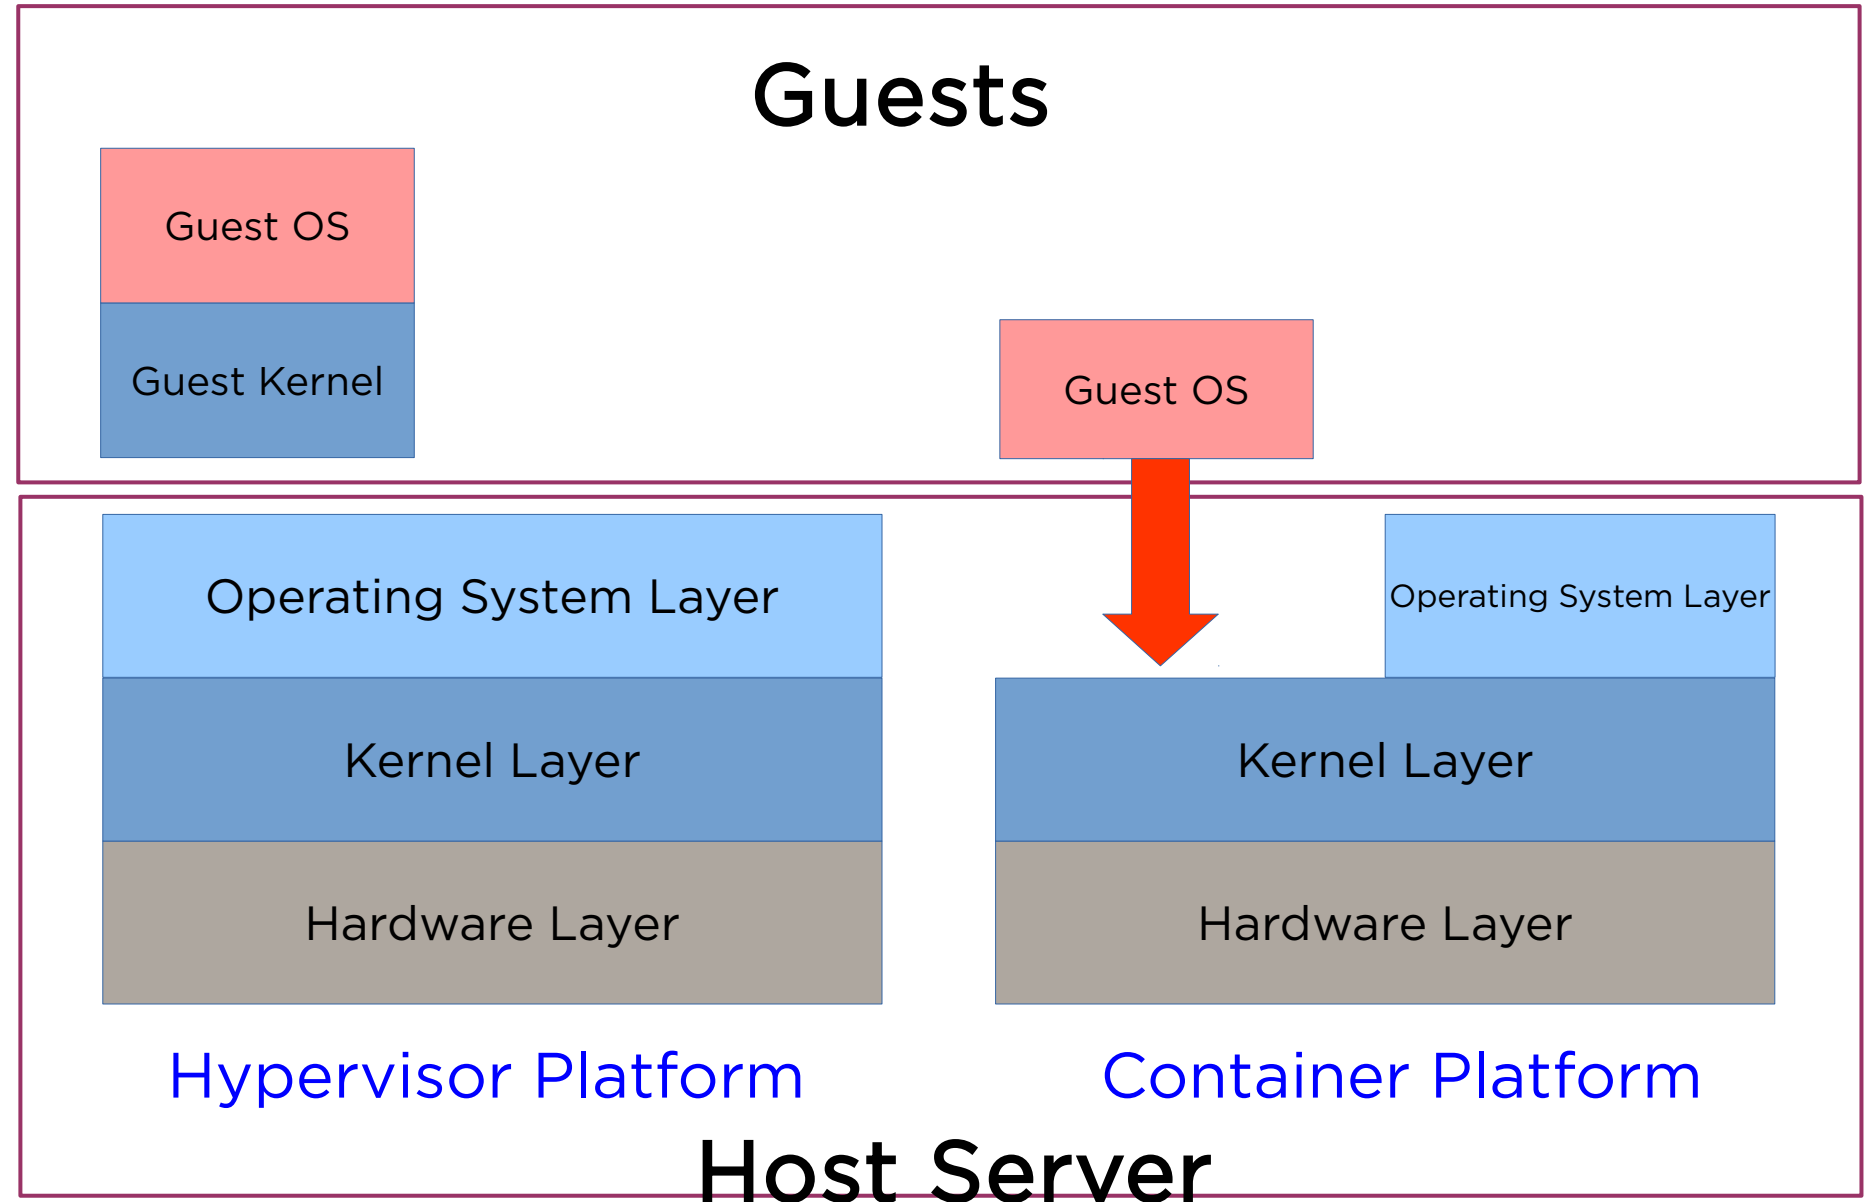 Guests
Guest OS
Guest Kernel
Guest OS
Operating System Layer
Kernel Layer
Hardware Layer
Operating System Layer
Kernel Layer
Hardware Layer
Hypervisor Platform
Container Platform
Host Server